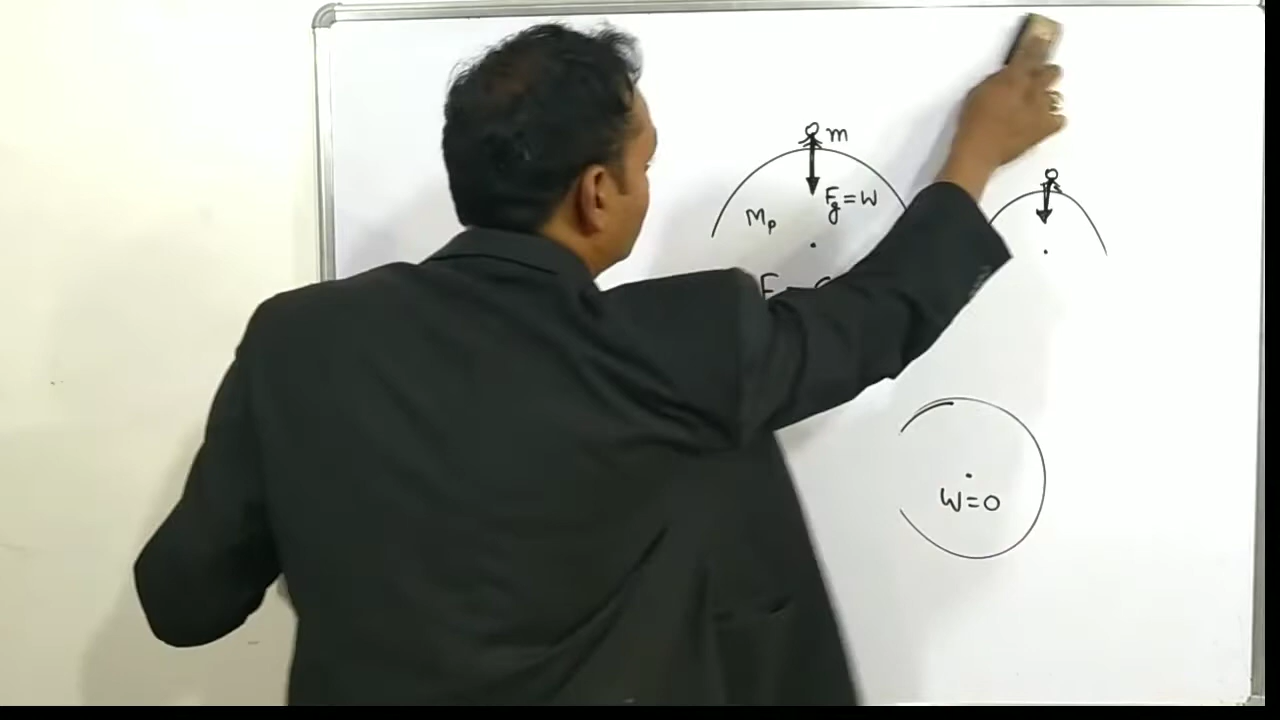 m
Fg = W
Mp
F =
W = 0